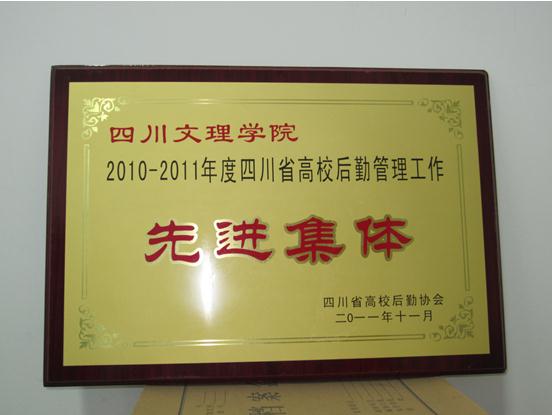 四川文理学院
2010-2011年度四川省高校后勤管理工作
先进集体
四川省高校后勤协会
二〇一一年十一月